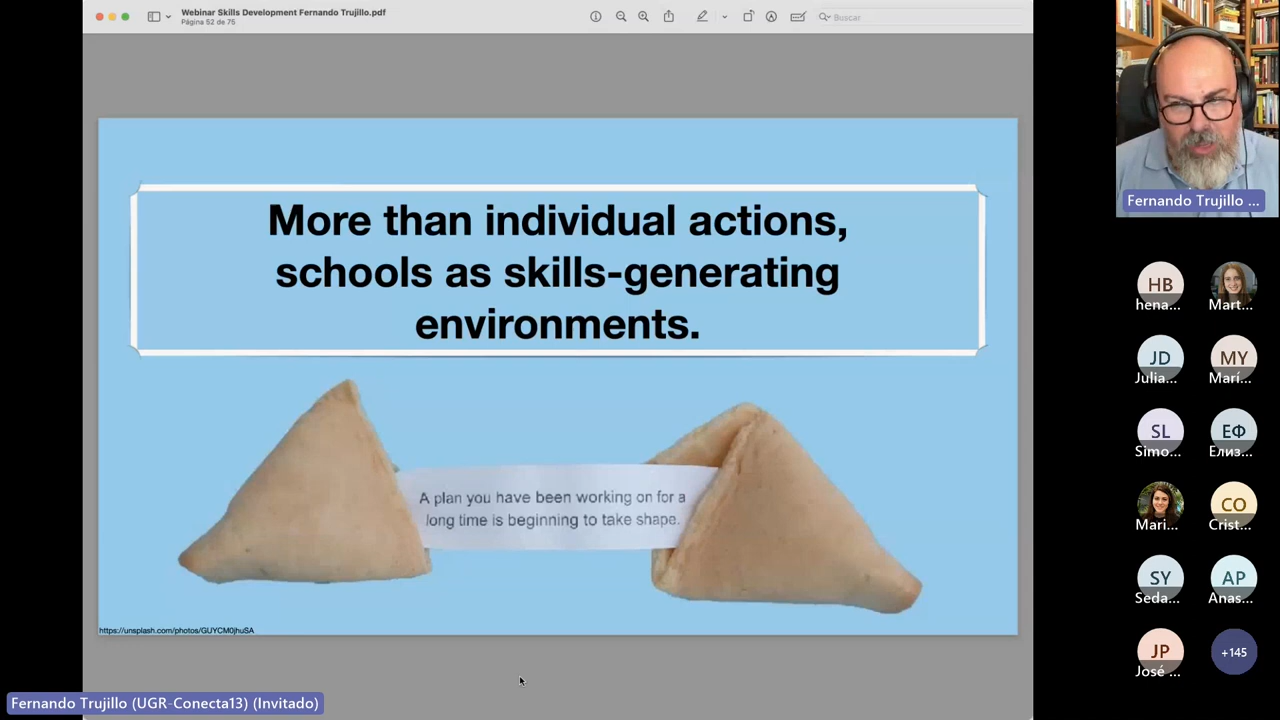 Webinar Skills Development Fernando Trujillo.pdf
Página 52 de 75
Buscar
More than individual actions,
schools as skills-generating
environments.
A plan you have been working on for a
long time is beginning to take shape.
https://unsplash.com/photos/GUYCM0jhuSA
Fernando Trujillo ...
HB
hena...
Mart...
JD
Julia...
MY
Marí...
SL
Simo...
ЕФ
Елиз...
Mari...
CO
Crist...
SY
Seda...
AP
Anas...
JP
José ...
+145
Fernando Trujillo (UGR-Conecta13) (Invitado)